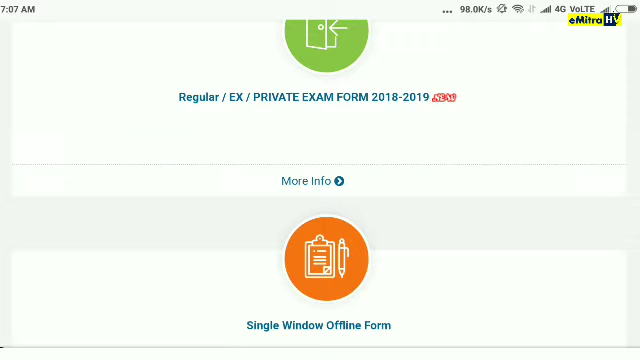 7:07 AM ... 98.0K/s 4G VoLTE
eMitra HV
Regular / EX / PRIVATE EXAM FORM 2018-2019 NEW
More Info
Single Window Offline Form